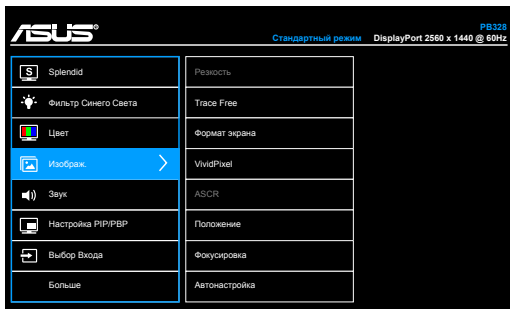 ASUS
PB328
Стандартный режим DisplayPort 2560 x 1440 @ 60Hz
S Splendid
Фильтр Синего Света
Цвет
Изображ.
Звук
Настройка PIP/PBP
Выбор Входа
Больше
Резкость
Trace Free
Формат экрана
VividPixel
ASCR
Положение
Фокусировка
Автонастройка